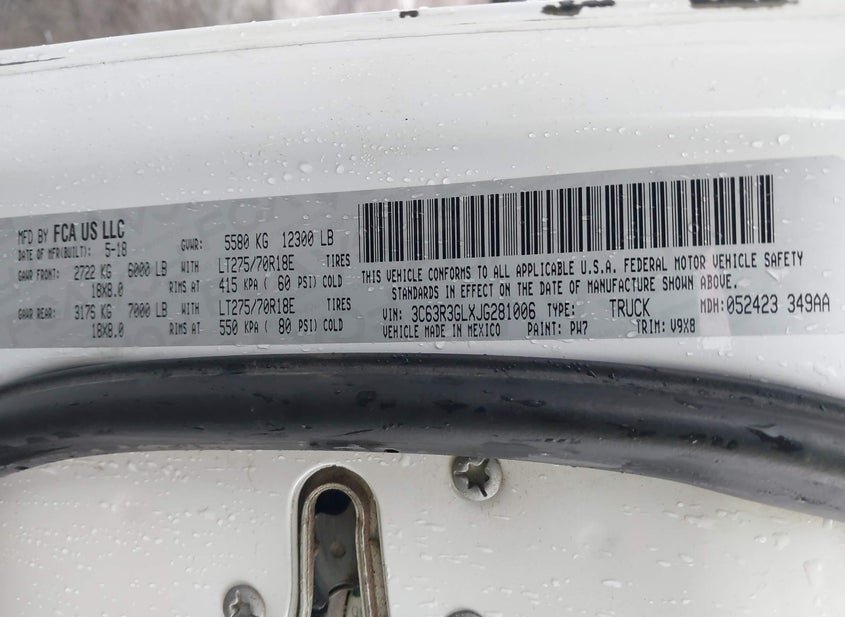 MFD BY FCA US LLC
DATE OF MFR(BUILT): 5-18 GVWR: 5580 KG 12300 LB
GAWR FRONT: 2722 KG 6000 LB WITH LT275/70R18E TIRES
18X8.0 RIMS AT 415 KPA ( 60 PSI) COLD
GAWR REAR: 3175 KG 7000 LB WITH LT275/70R18E TIRES
18X8.0 RIMS AT 550 KPA ( 80 PSI) COLD
THIS VEHICLE CONFORMS TO ALL APPLICABLE U.S.A. FEDERAL MOTOR VEHICLE SAFETY
STANDARDS IN EFFECT ON THE DATE OF MANUFACTURE SHOWN ABOVE.
VIN: 3C63R3GLXJG281006 TYPE: TRUCK MDH: 052423 349AA
VEHICLE MADE IN MEXICO PAINT: PW7 TRIM: V9X8